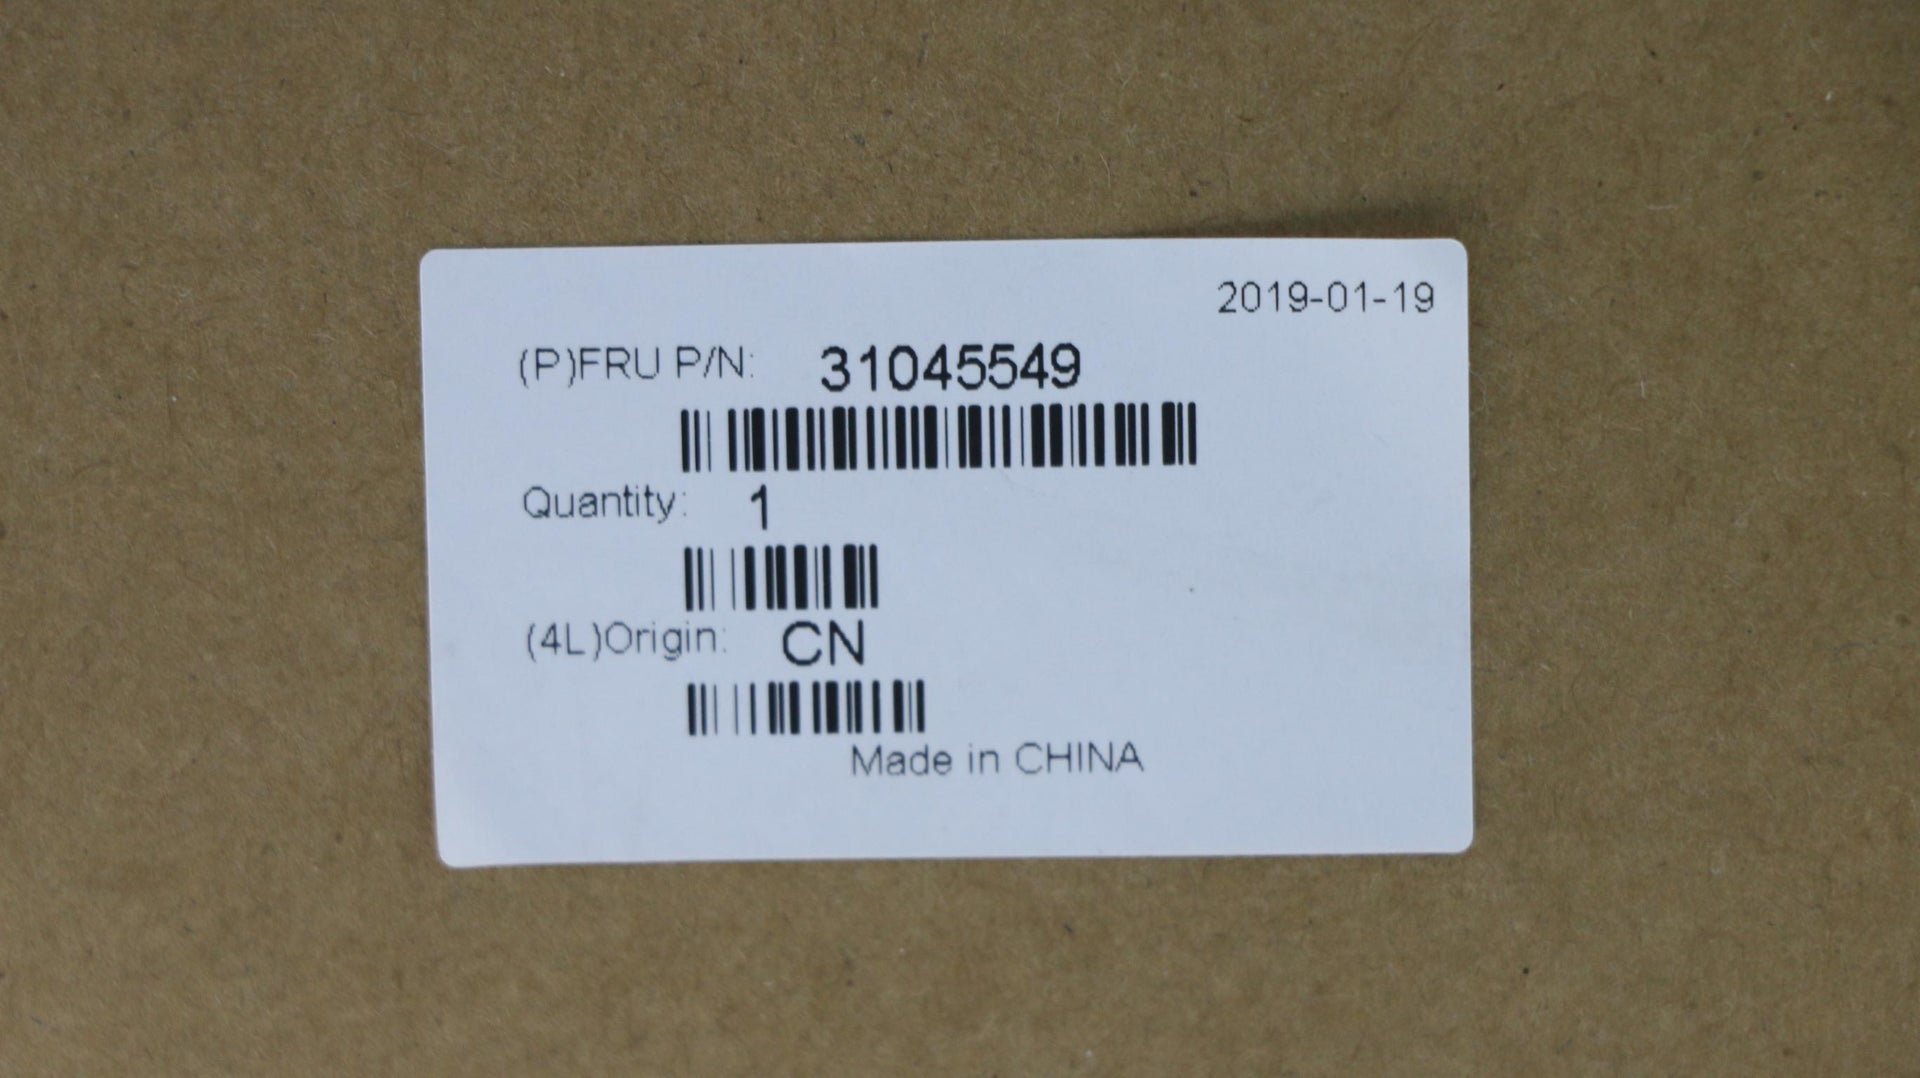 2019-01-19
(P)FRU P/N: 31045549
Quantity: 1
(4L)Origin: CN
Made in CHINA